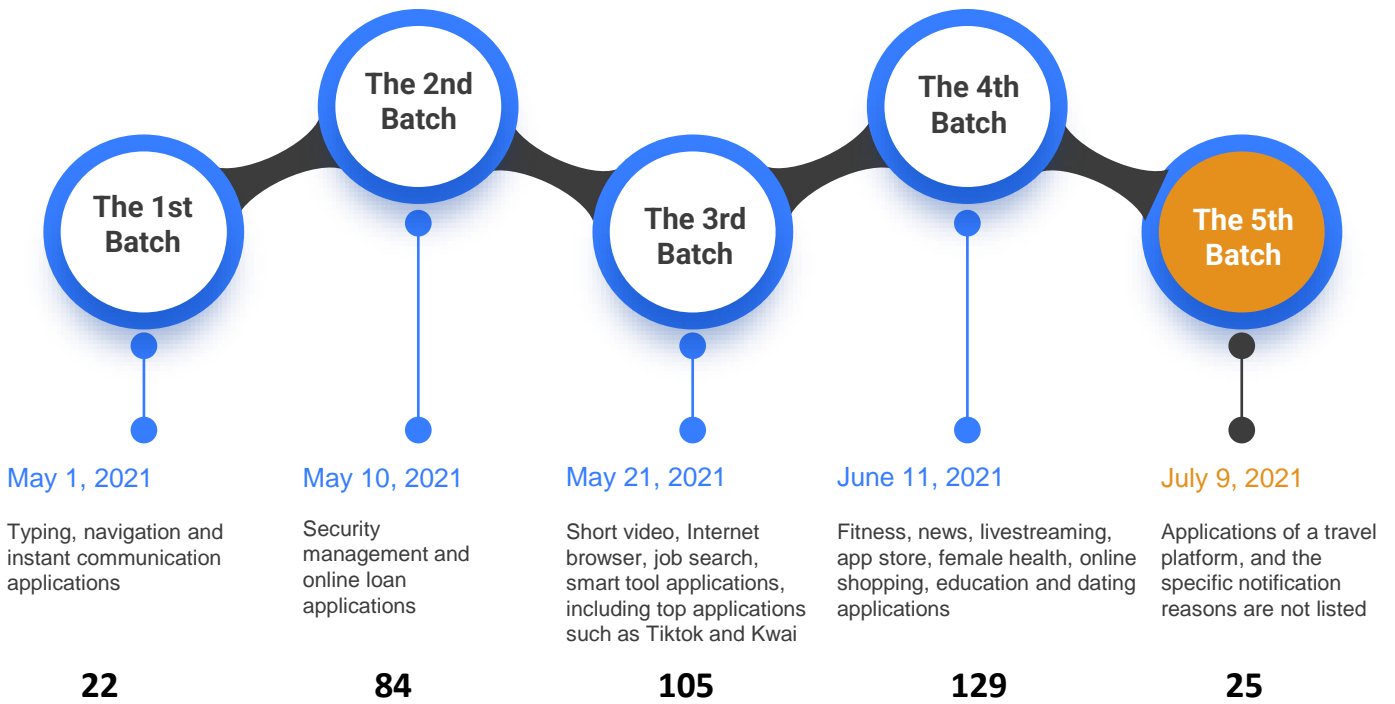 The 1st
Batch
The 2nd
Batch
The 3rd
Batch
The 4th
Batch
The 5th
Batch
May 1, 2021
Typing, navigation and
instant communication
applications
22
May 10, 2021
Security
management and
online loan
applications
84
May 21, 2021
Short video, Internet
browser, job search,
smart tool applications,
including top applications
such as Tiktok and Kwai
105
June 11, 2021
Fitness, news, livestreaming,
app store, female health, online
shopping, education and dating
applications
129
July 9, 2021
Applications of a travel
platform, and the
specific notification
reasons are not listed
25